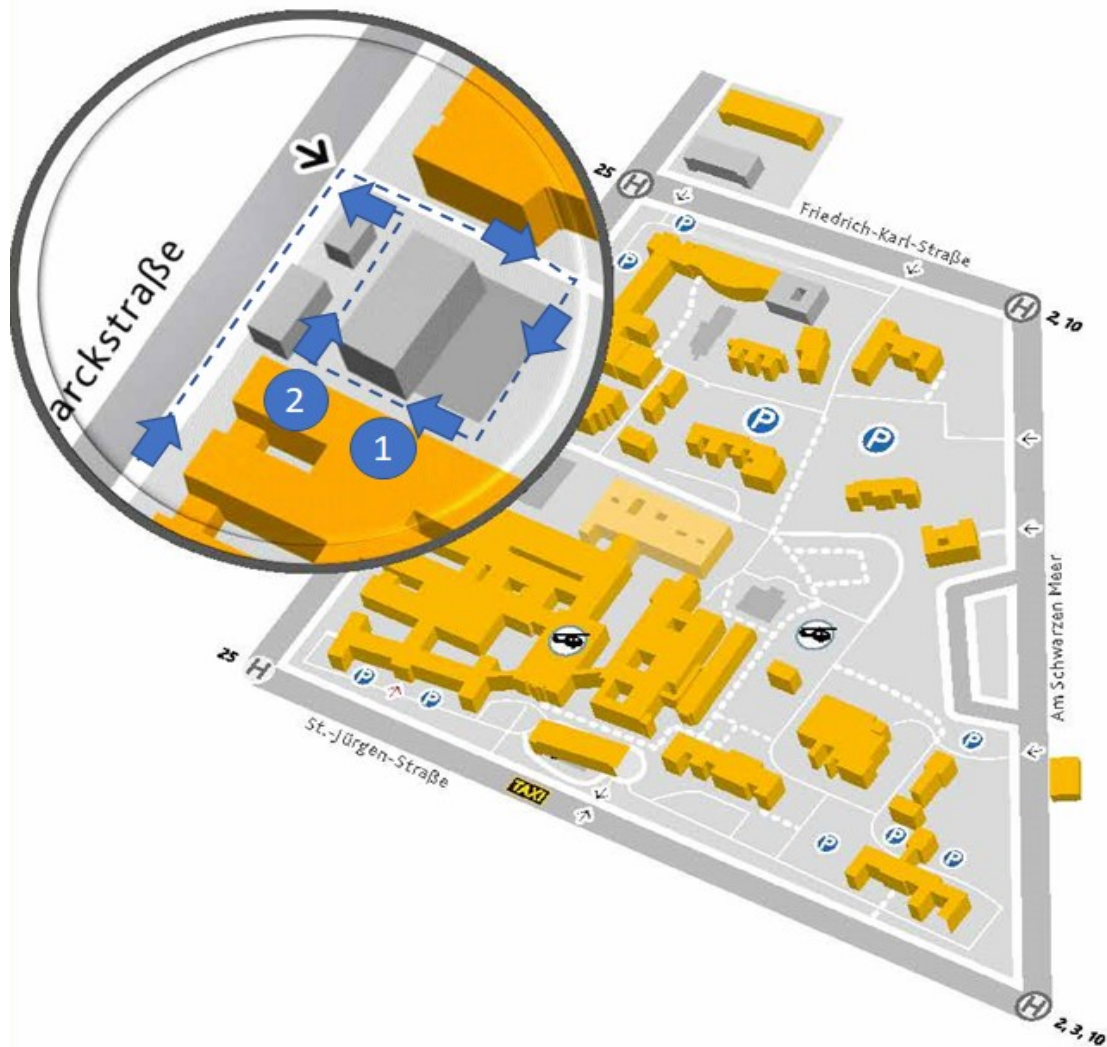 arckstraße
2
1
25
Friedrich-Karl-Straße
2, 10
P
P
P
P
Am Schwarzen Meer
25
H
H
H
H
St.-Jürgen-Straße
P
P
TAXI
P
P
P
P
2, 3, 10